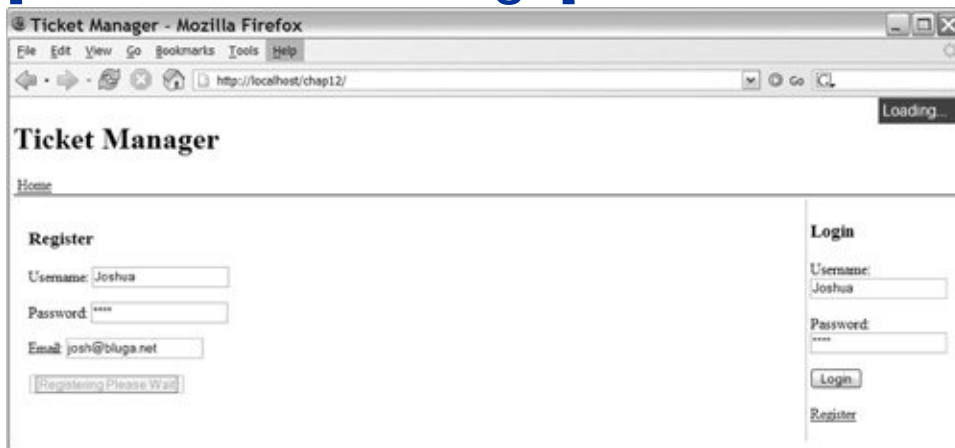 Ticket Manager - Mozilla Firefox
File Edit View Go Bookmarks Tools Help
http://localhost/chap12/ Go
Loading...
Ticket Manager
Home
Register
Username: Joshua
Password: ****
Email: josh@bluga.net
Registering Please Wait
Login
Username:
Joshua
Password:
****
Login
Register